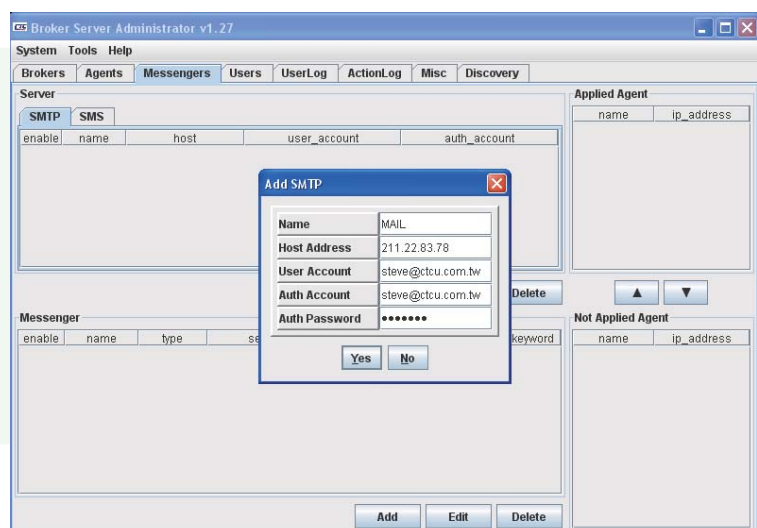 CTS Broker Server Administrator v1.27
System Tools Help
Brokers Agents Messengers Users UserLog ActionLog Misc Discovery
Server
Applied Agent
SMTP SMS
name ip_address
enable name host user_account auth_account
Add SMTP
Name MAIL
Host Address 211.22.83.78
User Account steve@ctcu.com.tw
Auth Account steve@ctcu.com.tw
Auth Password •••••••
Yes No
Delete
▲ ▼
Messenger
Not Applied Agent
enable name type se keyword
name ip_address
Add Edit Delete